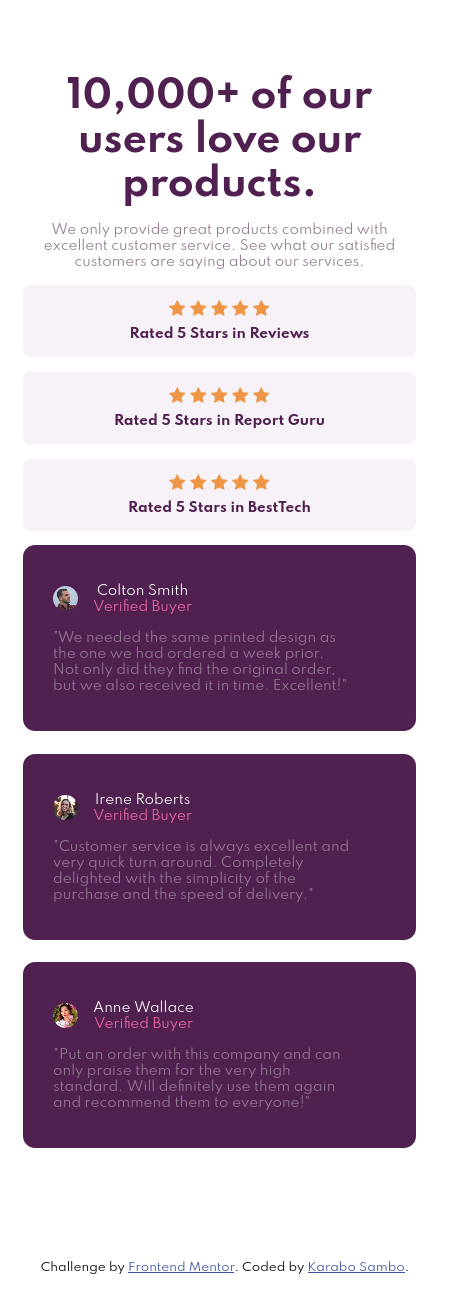 10,000+ of our
users love our
products.
We only provide great products combined with
excellent customer service. See what our satisfied
customers are saying about our services.
Rated 5 Stars in Reviews
Rated 5 Stars in Report Guru
Rated 5 Stars in BestTech
Colton Smith
Verified Buyer
"We needed the same printed design as
the one we had ordered a week prior.
Not only did they find the original order,
but we also received it in time. Excellent!"
Irene Roberts
Verified Buyer
"Customer service is always excellent and
very quick turn around. Completely
delighted with the simplicity of the
purchase and the speed of delivery."
Anne Wallace
Verified Buyer
"Put an order with this company and can
only praise them for the very high
standard. Will definitely use them again
and recommend them to everyone!"
Challenge by Frontend Mentor. Coded by Karabo Sambo.